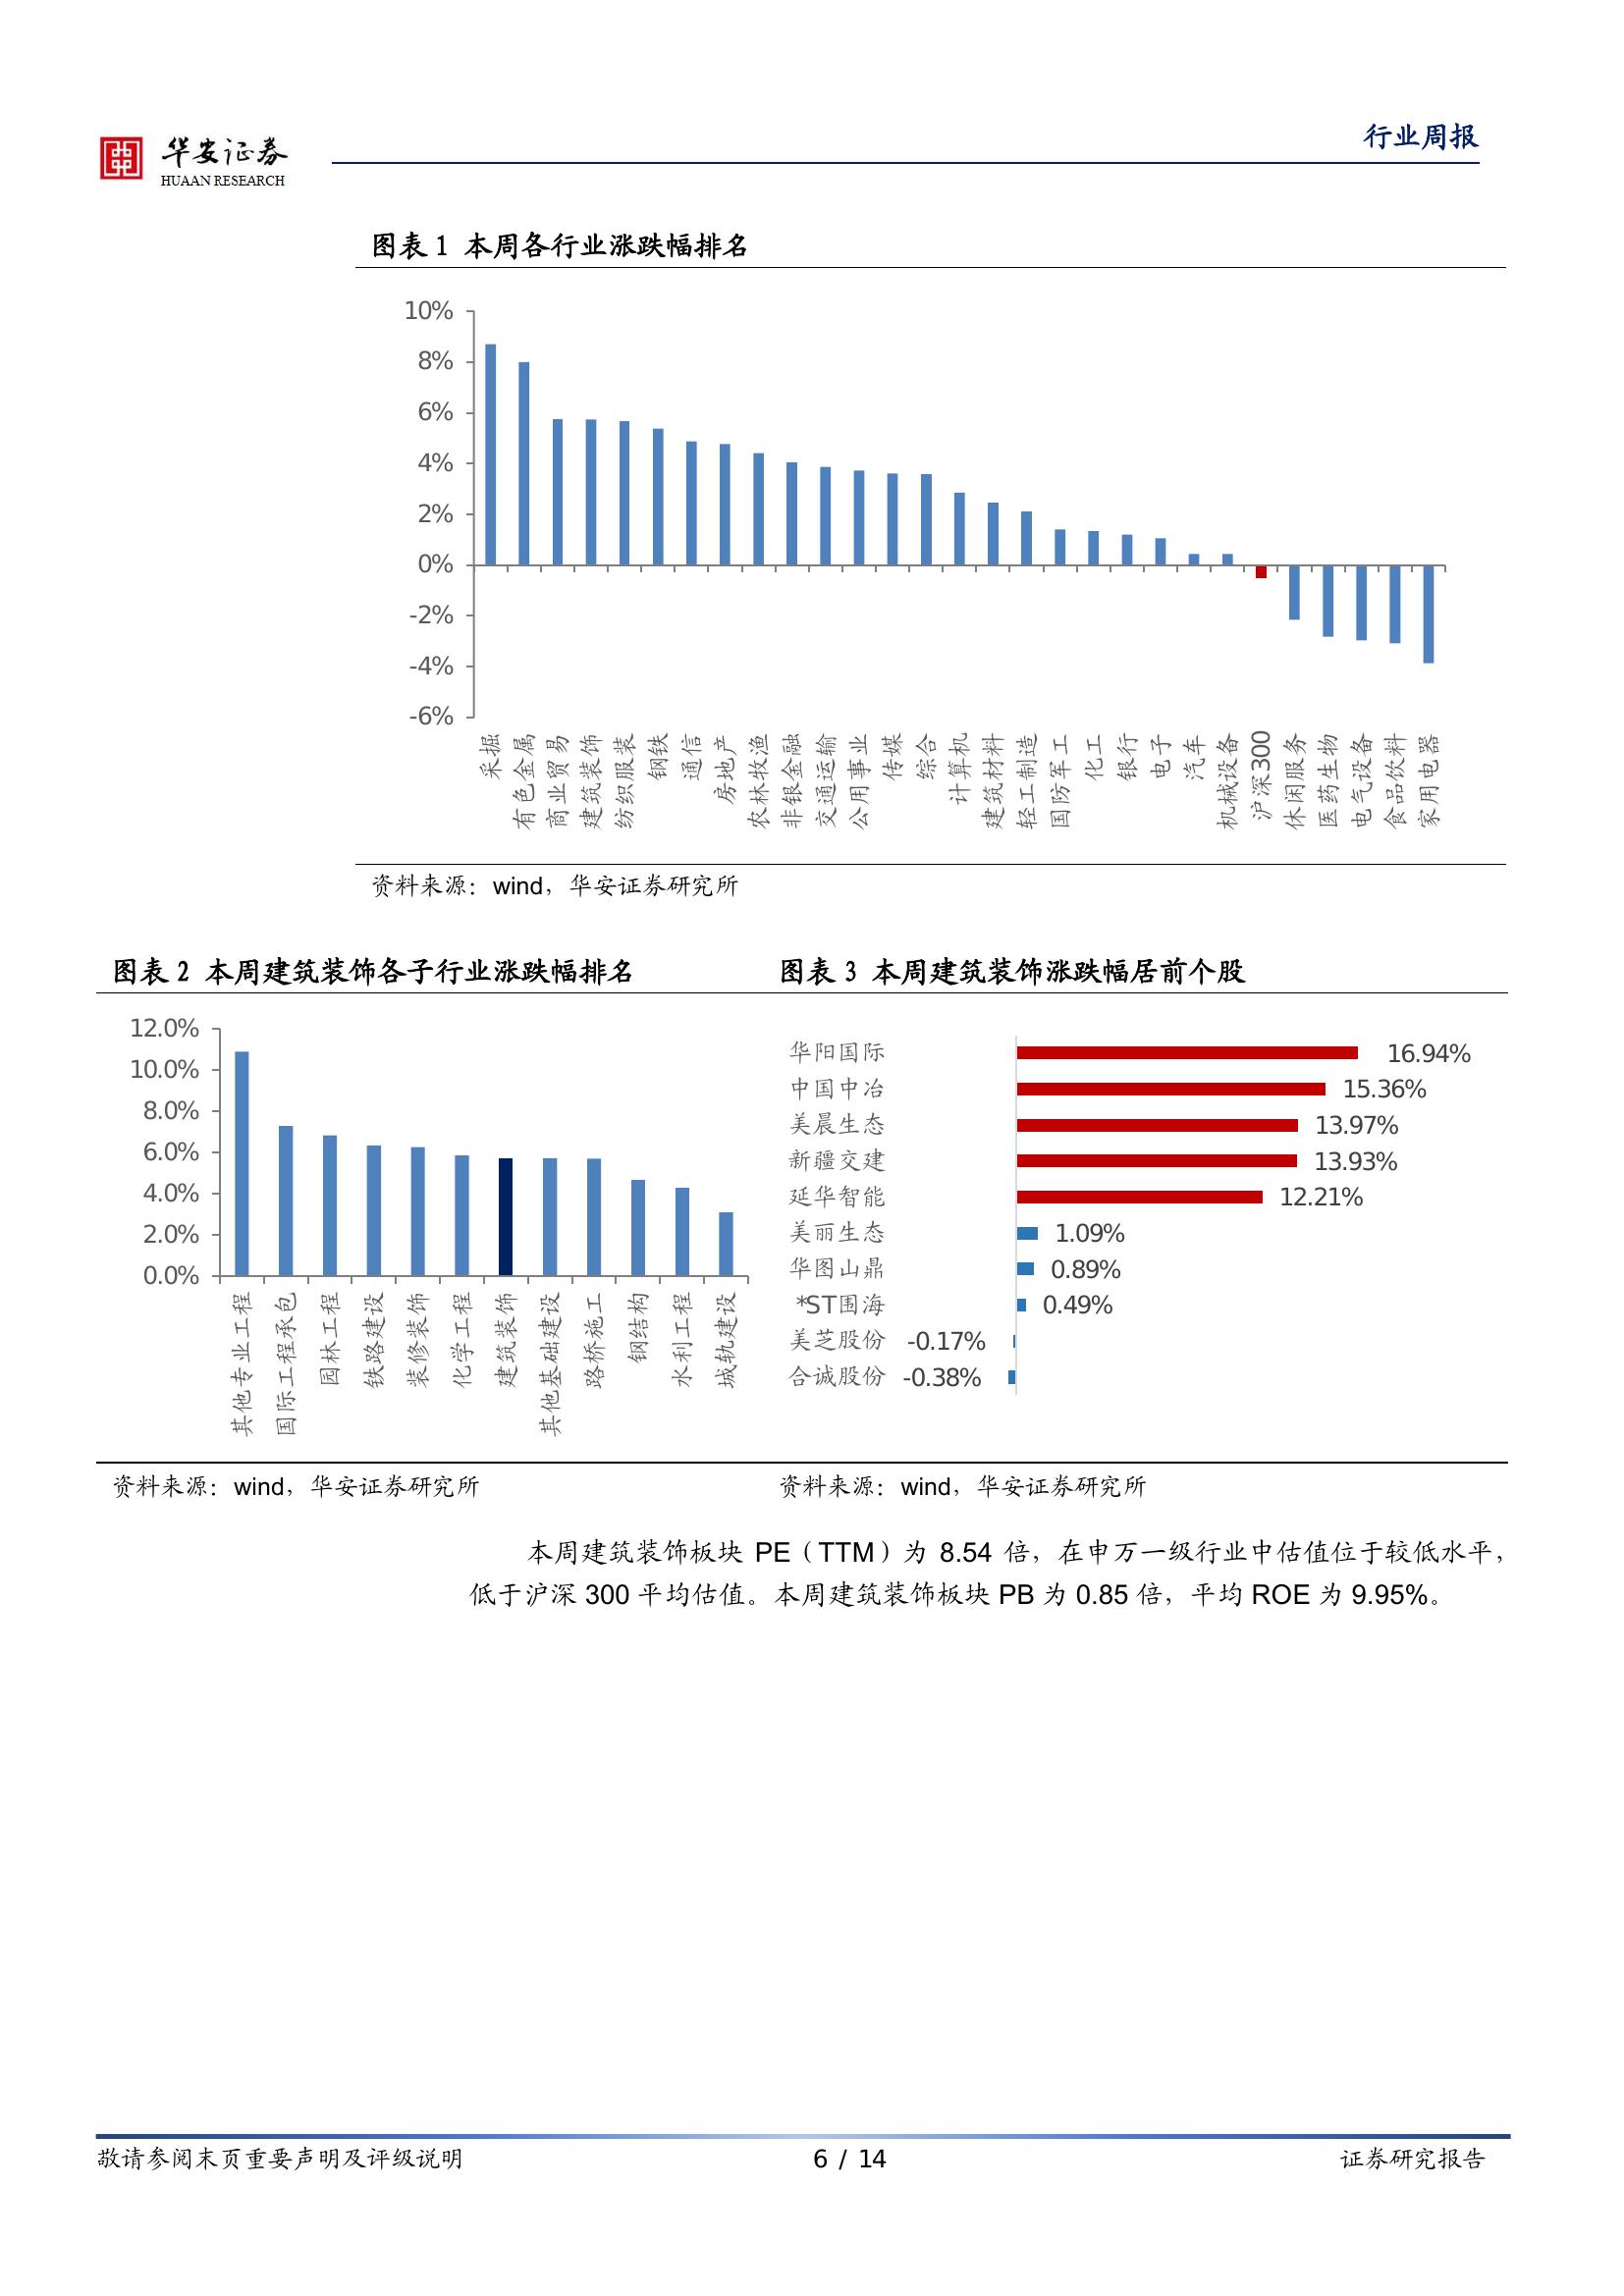 华安证券
HUAAN RESEARCH
行业周报
图表 1 本周各行业涨跌幅排名
10%
8%
6%
4%
2%
0%
-2%
-4%
-6%
采掘
有色金属
商业贸易
建筑装饰
纺织服装
钢铁
通信
房地产
农林牧渔
非银金融
交通运输
公用事业
传媒
综合
计算机
建筑材料
轻工制造
国防军工
化工
银行
电子
汽车
机械设备
沪深300
休闲服务
医药生物
电气设备
食品饮料
家用电器
资料来源：wind，华安证券研究所
图表 2 本周建筑装饰各子行业涨跌幅排名
12.0%
10.0%
8.0%
6.0%
4.0%
2.0%
0.0%
其他专业工程
国际工程承包
园林工程
铁路建设
装修装饰
化学工程
建筑装饰
其他基础建设
路桥施工
钢结构
水利工程
城轨建设
资料来源：wind，华安证券研究所
图表 3 本周建筑装饰涨跌幅居前个股
华阳国际 16.94%
中国中冶 15.36%
美晨生态 13.97%
新疆交建 13.93%
延华智能 12.21%
美丽生态 1.09%
华图山鼎 0.89%
*ST围海 0.49%
美芝股份 -0.17%
合诚股份 -0.38%
资料来源：wind，华安证券研究所
本周建筑装饰板块 PE（TTM）为 8.54 倍，在申万一级行业中估值位于较低水平，
低于沪深 300 平均估值。本周建筑装饰板块 PB 为 0.85 倍，平均 ROE 为 9.95%。
敬请参阅末页重要声明及评级说明
6 / 14
证券研究报告